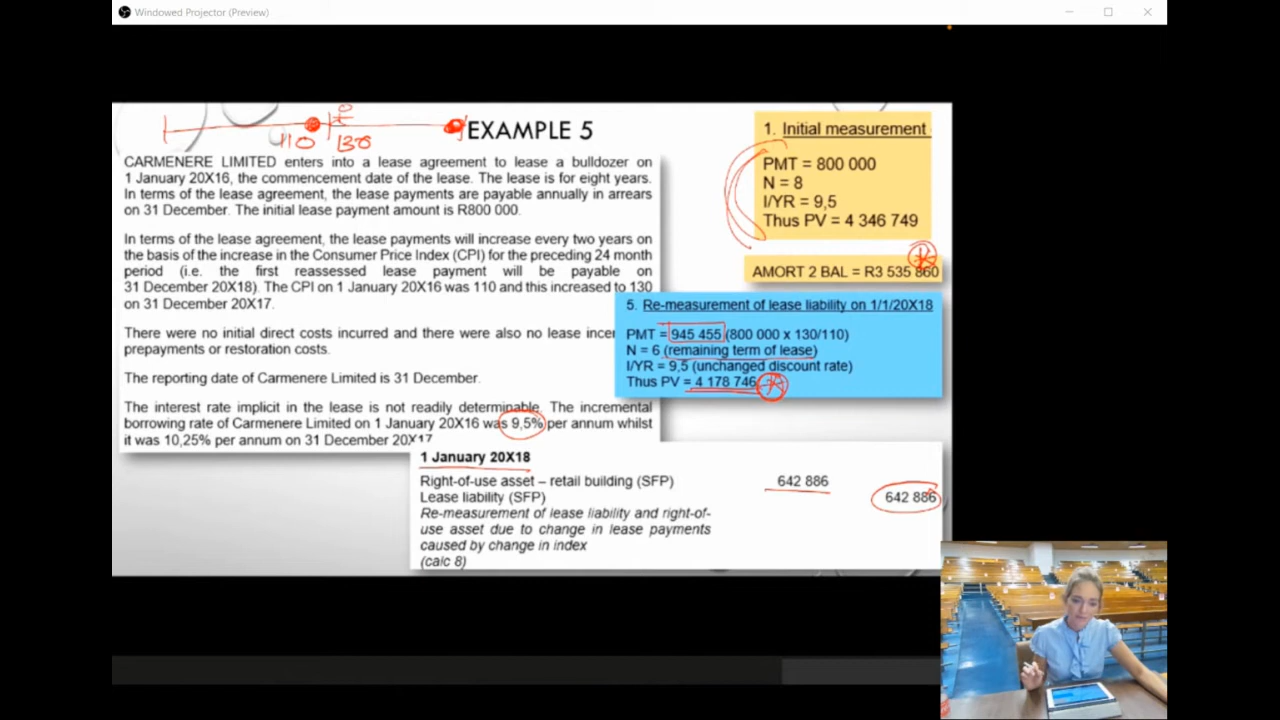 Windowed Projector (Preview)
110
130
EXAMPLE 5
CARMENERE LIMITED enters into a lease agreement to lease a bulldozer on
1 January 20X16, the commencement date of the lease. The lease is for eight years.
In terms of the lease agreement, the lease payments are payable annually in arrears
on 31 December. The initial lease payment amount is R800 000.
In terms of the lease agreement, the lease payments will increase every two years on
the basis of the increase in the Consumer Price Index (CPI) for the preceding 24 month
period (i.e. the first reassessed lease payment will be payable on
31 December 20X18). The CPI on 1 January 20X16 was 110 and this increased to 130
on 31 December 20X17.
There were no initial direct costs incurred and there were also no lease incen
prepayments or restoration costs.
The reporting date of Carmenere Limited is 31 December.
The interest rate implicit in the lease is not readily determinable. The incremental
borrowing rate of Carmenere Limited on 1 January 20X16 was 9,5% per annum whilst
it was 10,25% per annum on 31 December 20X17
1. Initial measurement
PMT = 800 000
N = 8
I/YR = 9,5
Thus PV = 4 346 749
AMORT 2 BAL = R3 535 860
5. Re-measurement of lease liability on 1/1/20X18
PMT = 945 455 (800 000 x 130/110)
N = 6 (remaining term of lease)
I/YR = 9,5 (unchanged discount rate)
Thus PV = 4 178 746
1 January 20X18
Right-of-use asset – retail building (SFP) 642 886
Lease liability (SFP) 642 886
Re-measurement of lease liability and right-of-
use asset due to change in lease payments
caused by change in index
(calc 8)